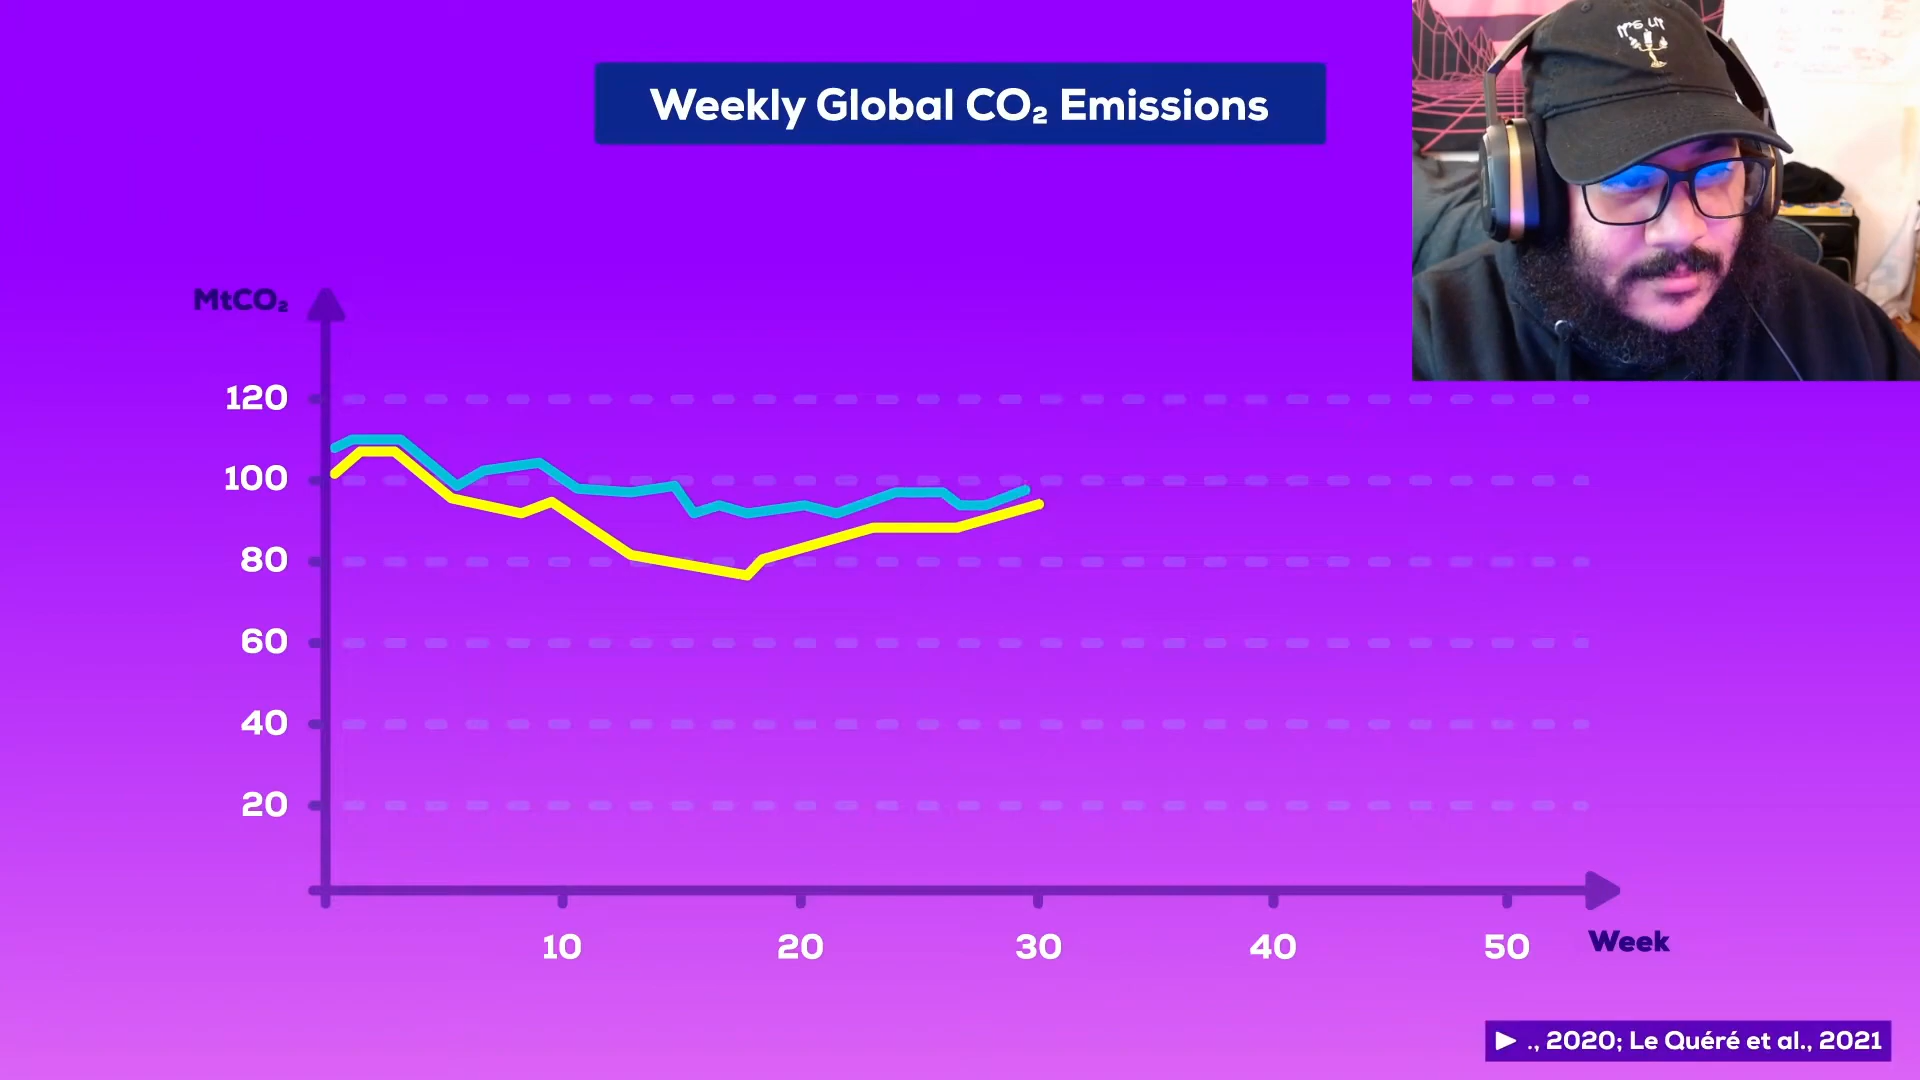 Weekly Global CO₂ Emissions
MtCO₂
120
100
80
60
40
20
10 20 30 40 50
Week
., 2020; Le Quéré et al., 2021